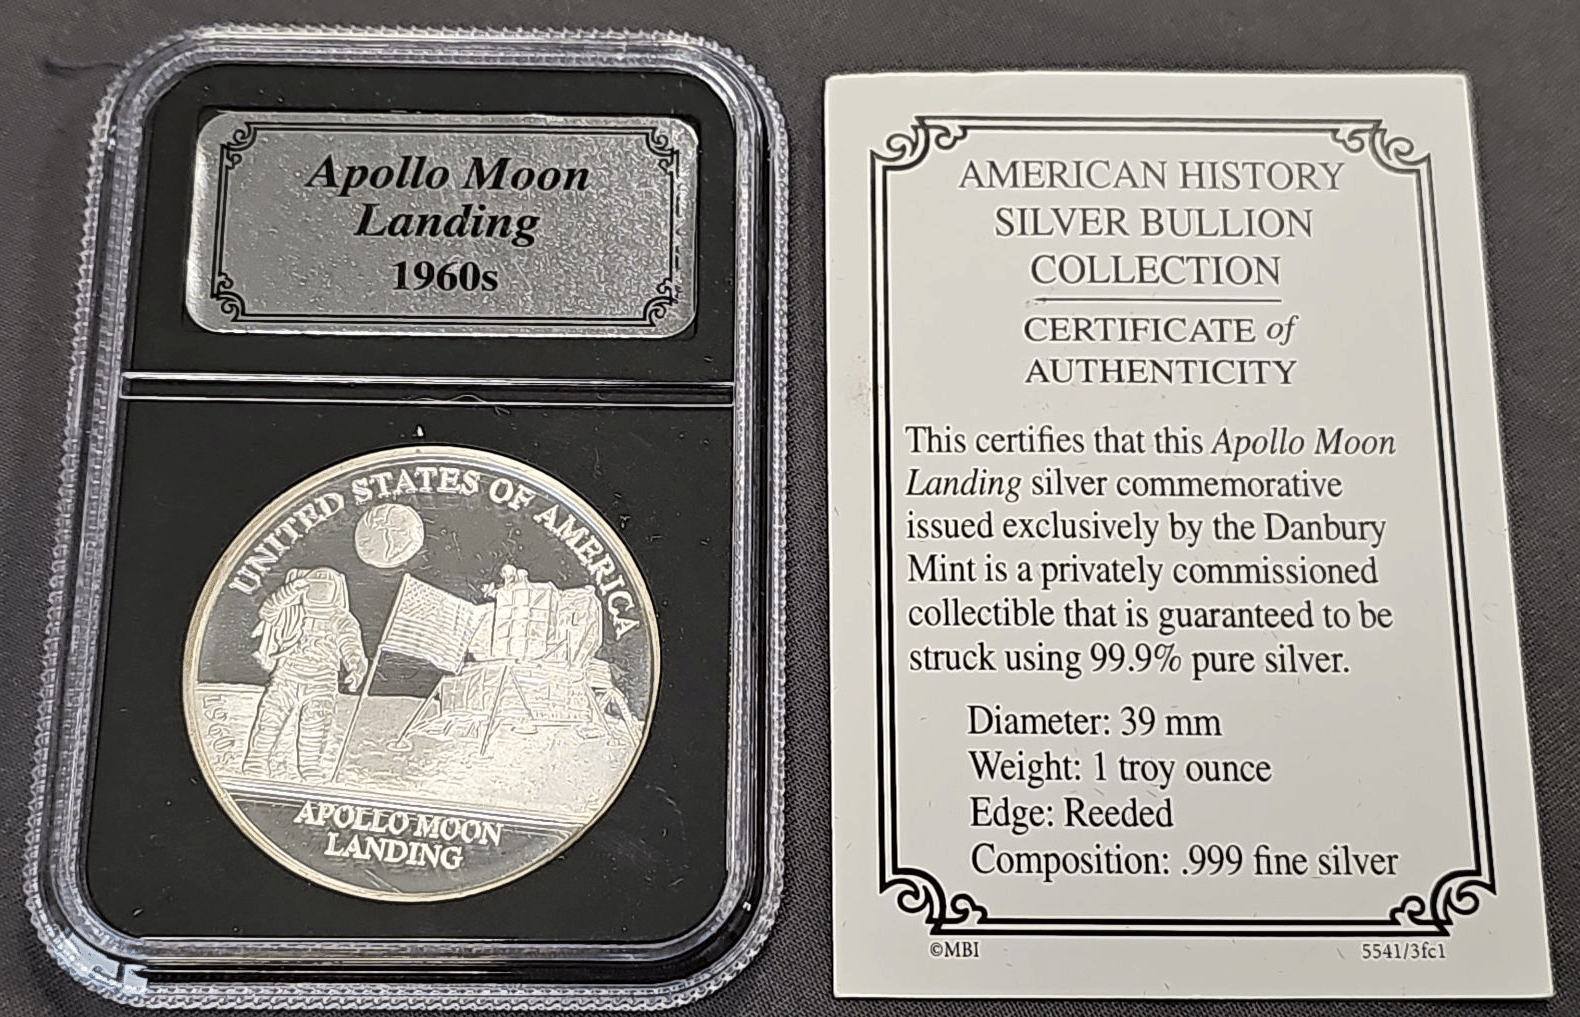 Apollo Moon
Landing
1960s
UNITED STATES OF AMERICA
1960s
APOLLO MOON
LANDING
AMERICAN HISTORY
SILVER BULLION
COLLECTION
CERTIFICATE of
AUTHENTICITY
This certifies that this Apollo Moon
Landing silver commemorative
issued exclusively by the Danbury
Mint is a privately commissioned
collectible that is guaranteed to be
struck using 99.9% pure silver.
Diameter: 39 mm
Weight: 1 troy ounce
Edge: Reeded
Composition: .999 fine silver
©MBI
5541/3fc1